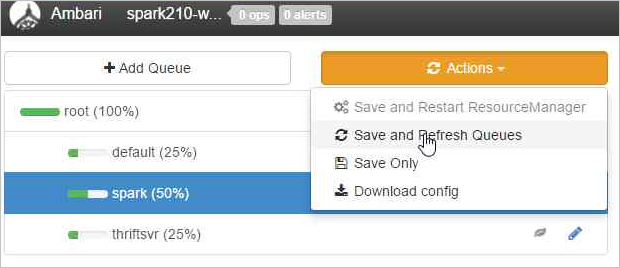 Ambari spark210-w... 0 ops 0 alerts
+ Add Queue
Actions
root (100%)
Save and Restart ResourceManager
Save and Refresh Queues
default (25%)
Save Only
spark (50%)
Download config
thriftsvr (25%)